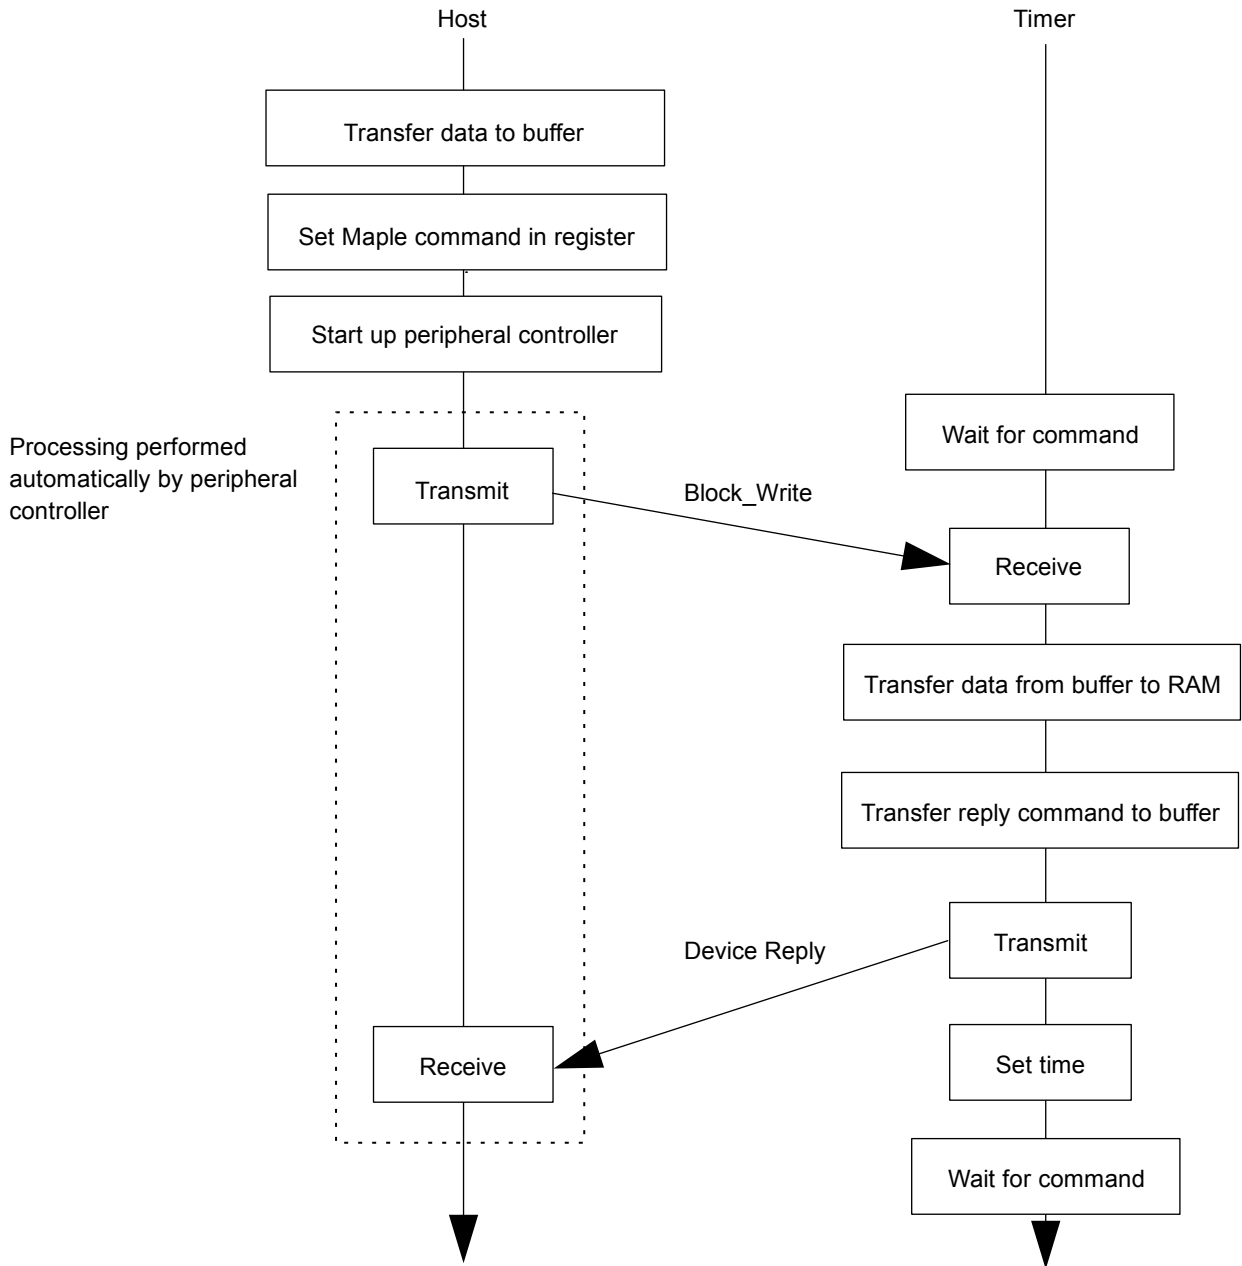 Host
Timer
Transfer data to buffer
Set Maple command in register
Start up peripheral controller
Wait for command
Processing performed
automatically by peripheral
controller
Transmit
Block_Write
Receive
Transfer data from buffer to RAM
Transfer reply command to buffer
Transmit
Device Reply
Receive
Set time
Wait for command